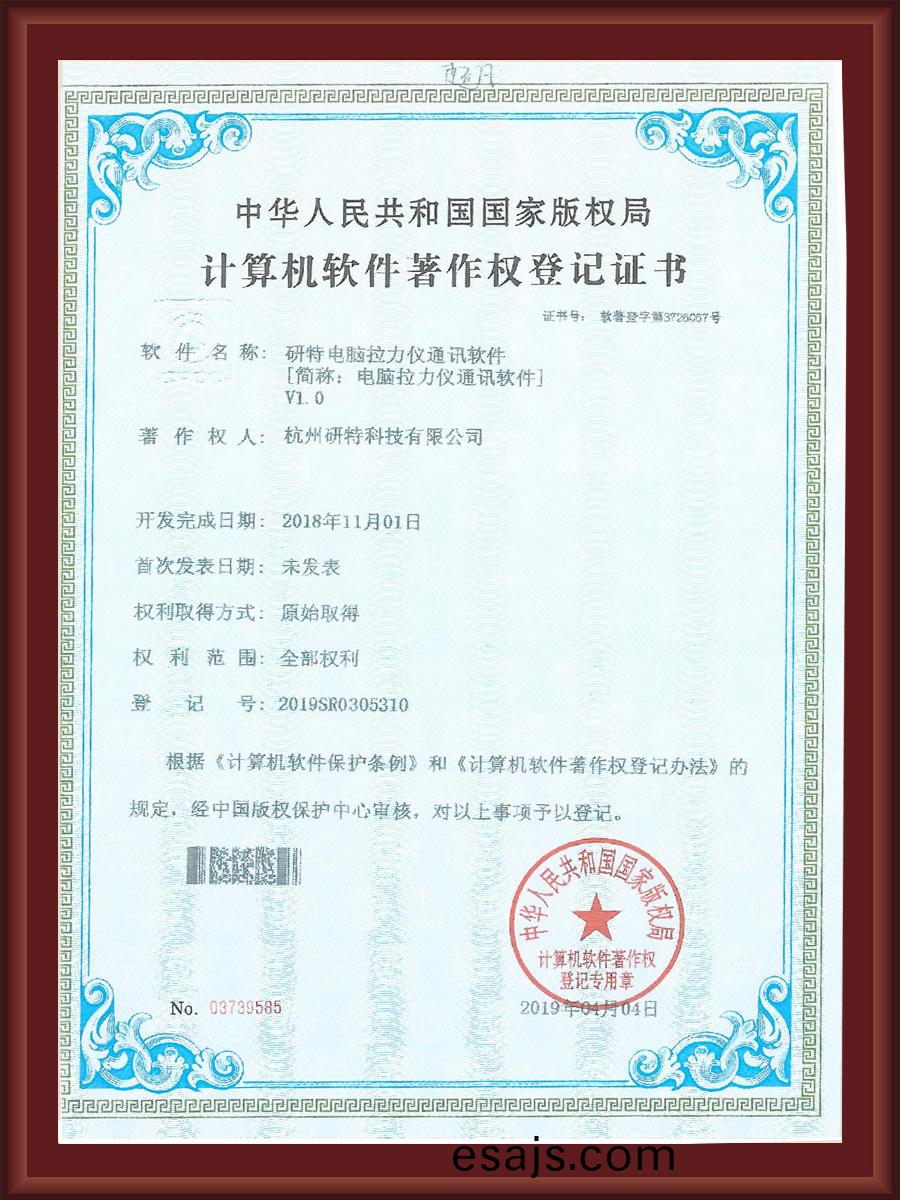 中华人民共和国国家版权局
计算机软件著作权登记证书
证书号： 软著登字第3726067号
软件名称： 研特电脑拉力仪通讯软件
[简称：电脑拉力仪通讯软件]
V1.0
著作权人： 杭州研特科技有限公司
开发完成日期： 2018年11月01日
首次发表日期： 未发表
权利取得方式： 原始取得
权利范围： 全部权利
登记号： 2019SR0305310
根据《计算机软件保护条例》和《计算机软件著作权登记办法》的
规定，经中国版权保护中心审核，对以上事项予以登记。
中华人民共和国国家版权局
计算机软件著作权
登记专用章
No. 03739585
2019年04月04日
esajs.com